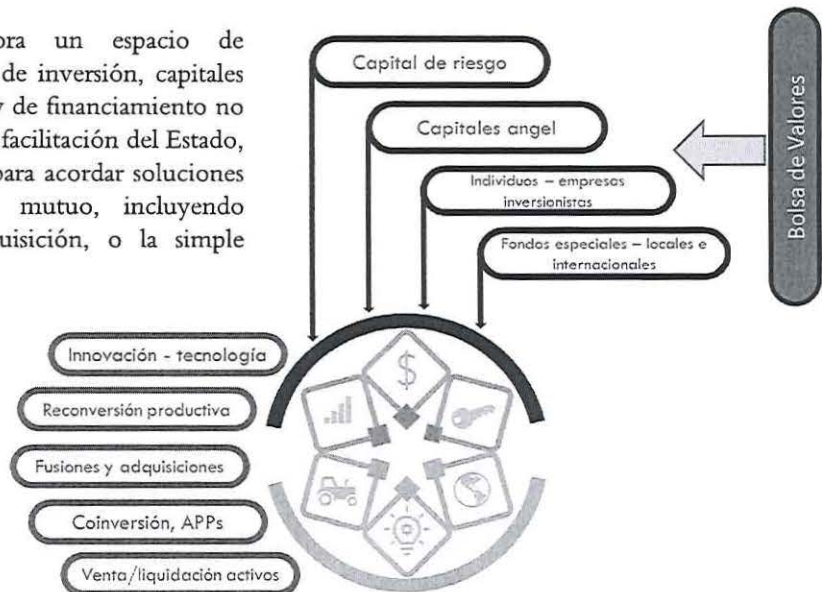 ora un espacio de
de inversión, capitales
y de financiamiento no
facilitación del Estado,
para acordar soluciones
mutuo, incluyendo
uisición, o la simple
Capital de riesgo
Capitales angel
Individuos – empresas
inversionistas
Fondos especiales – locales e
internacionales
Bolsa de Valores
Innovación - tecnología
Reconversión productiva
Fusiones y adquisiciones
Coinversión, APPs
Venta/liquidación activos
$